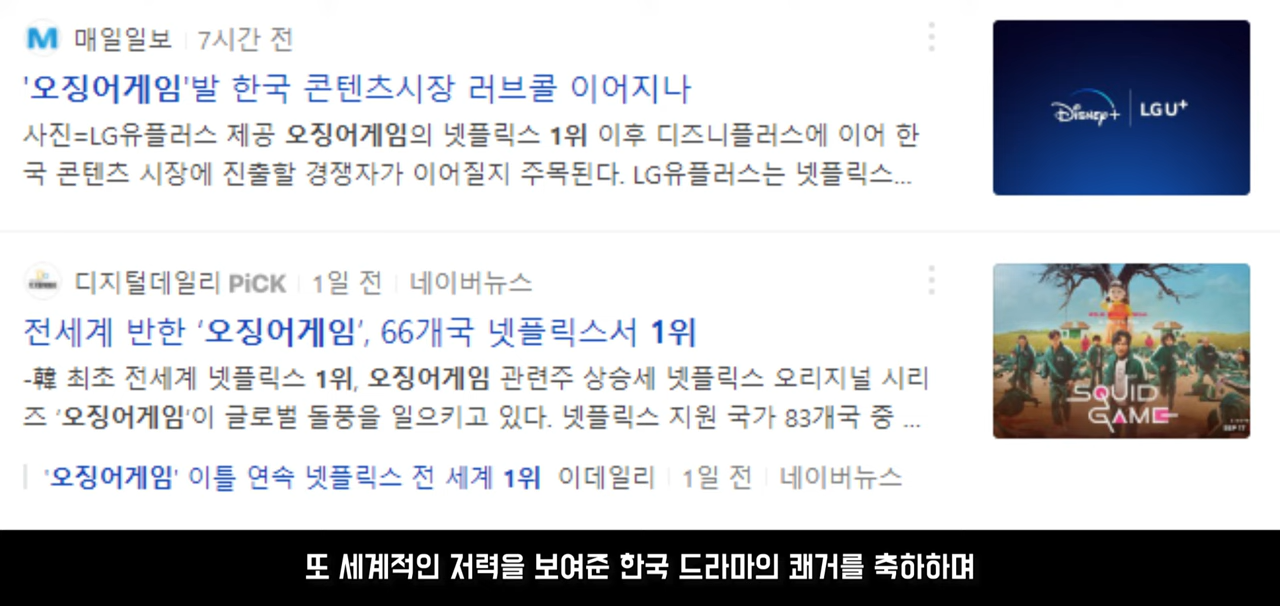 M 매일일보 7시간 전
'오징어게임'발 한국 콘텐츠시장 러브콜 이어지나
사진=LG유플러스 제공 오징어게임의 넷플릭스 1위 이후 디즈니플러스에 이어 한
국 콘텐츠 시장에 진출할 경쟁자가 이어질지 주목된다. LG유플러스는 넷플릭스...
Disney+ LG U+
디지털데일리 PiCK 1일 전 네이버뉴스
전세계 반한 ‘오징어게임’, 66개국 넷플릭스서 1위
-韓 최초 전세계 넷플릭스 1위, 오징어게임 관련주 상승세 넷플릭스 오리지널 시리
즈 ‘오징어게임’이 글로벌 돌풍을 일으키고 있다. 넷플릭스 지원 국가 83개국 중 ...
SQUID
GAME
SEP 17
'오징어게임' 이틀 연속 넷플릭스 전 세계 1위 이데일리 1일 전 네이버뉴스
또 세계적인 저력을 보여준 한국 드라마의 쾌거를 축하하며